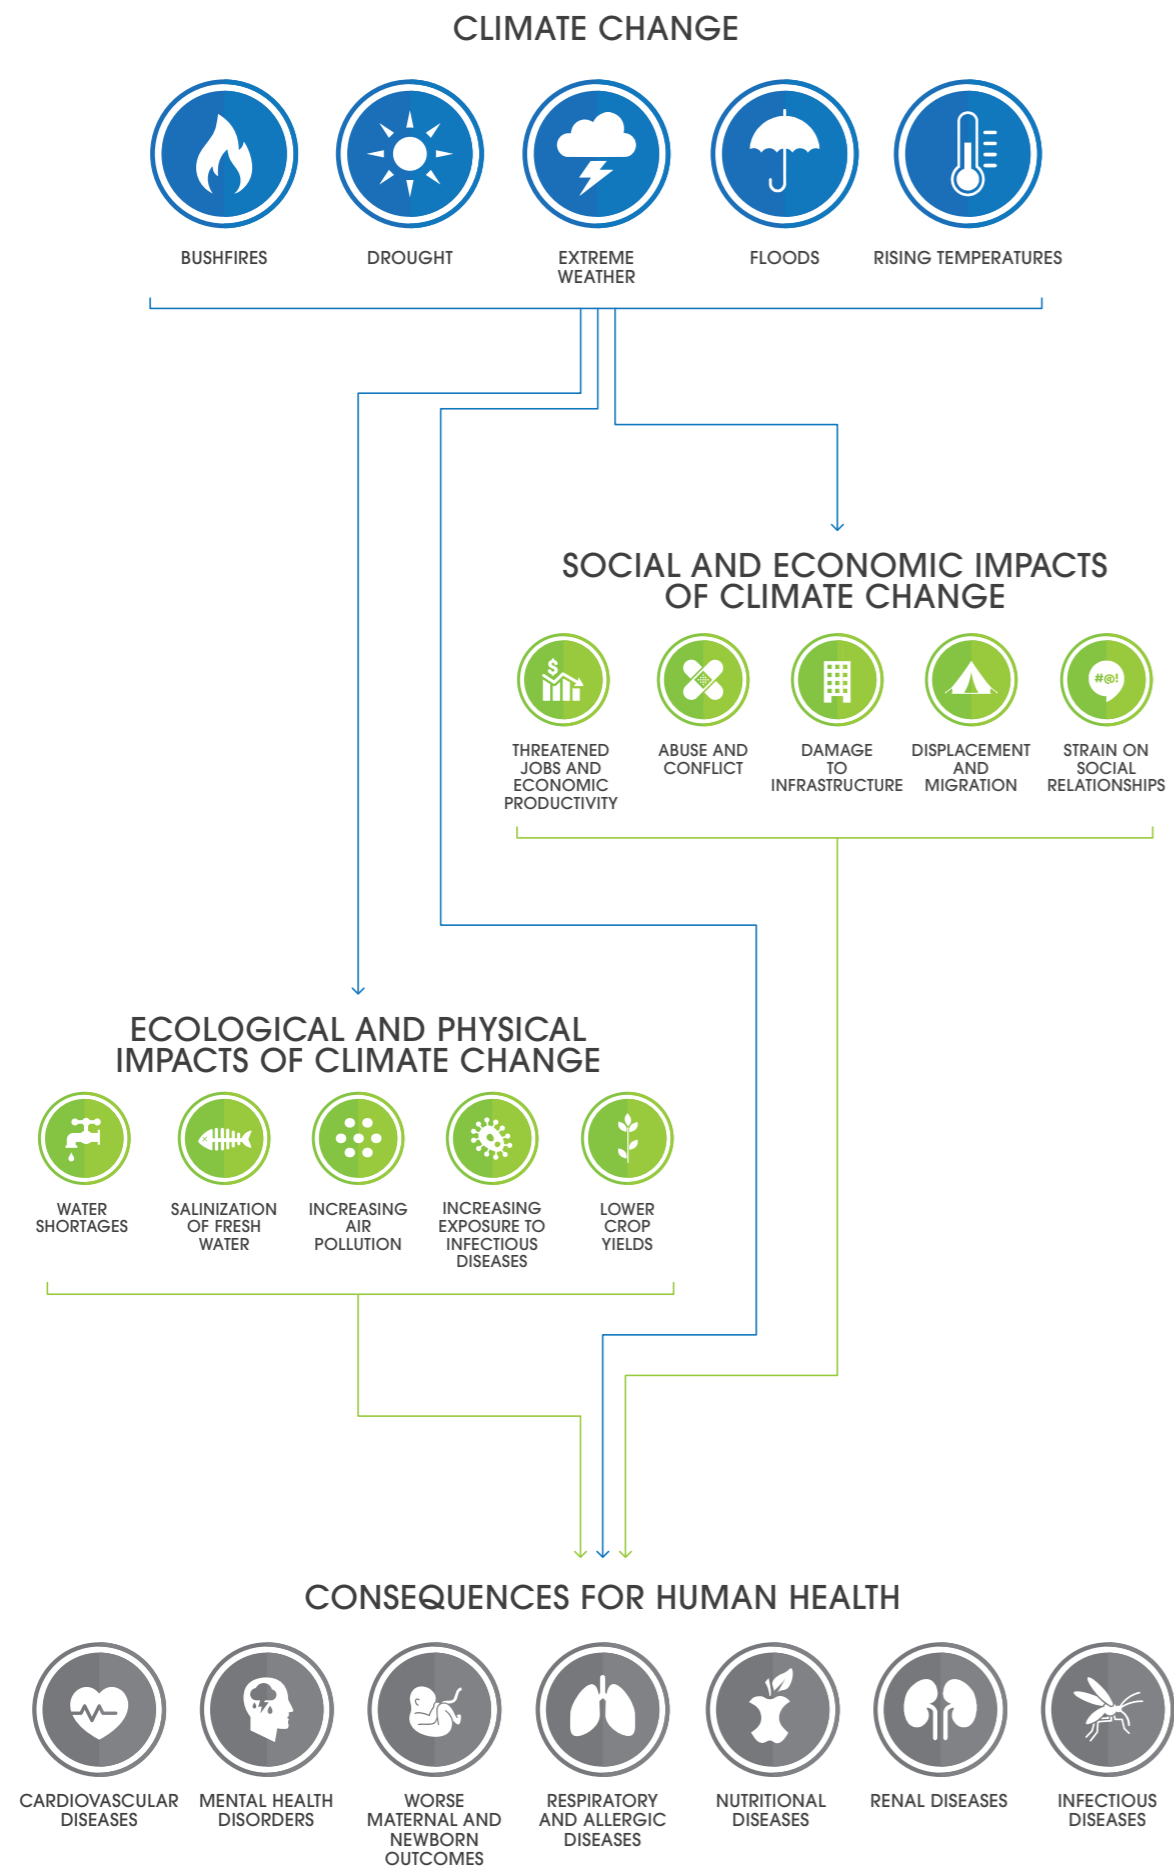 CLIMATE CHANGE
BUSHFIRES
DROUGHT
EXTREME
WEATHER
FLOODS
RISING TEMPERATURES
SOCIAL AND ECONOMIC IMPACTS
OF CLIMATE CHANGE
$
#@!
THREATENED
JOBS AND
ECONOMIC
PRODUCTIVITY
ABUSE AND
CONFLICT
DAMAGE
TO
INFRASTRUCTURE
DISPLACEMENT
AND
MIGRATION
STRAIN ON
SOCIAL
RELATIONSHIPS
ECOLOGICAL AND PHYSICAL
IMPACTS OF CLIMATE CHANGE
WATER
SHORTAGES
SALINIZATION
OF FRESH
WATER
INCREASING
AIR
POLLUTION
INCREASING
EXPOSURE TO
INFECTIOUS
DISEASES
LOWER
CROP
YIELDS
CONSEQUENCES FOR HUMAN HEALTH
CARDIOVASCULAR
DISEASES
MENTAL HEALTH
DISORDERS
WORSE
MATERNAL AND
NEWBORN
OUTCOMES
RESPIRATORY
AND ALLERGIC
DISEASES
NUTRITIONAL
DISEASES
RENAL DISEASES
INFECTIOUS
DISEASES